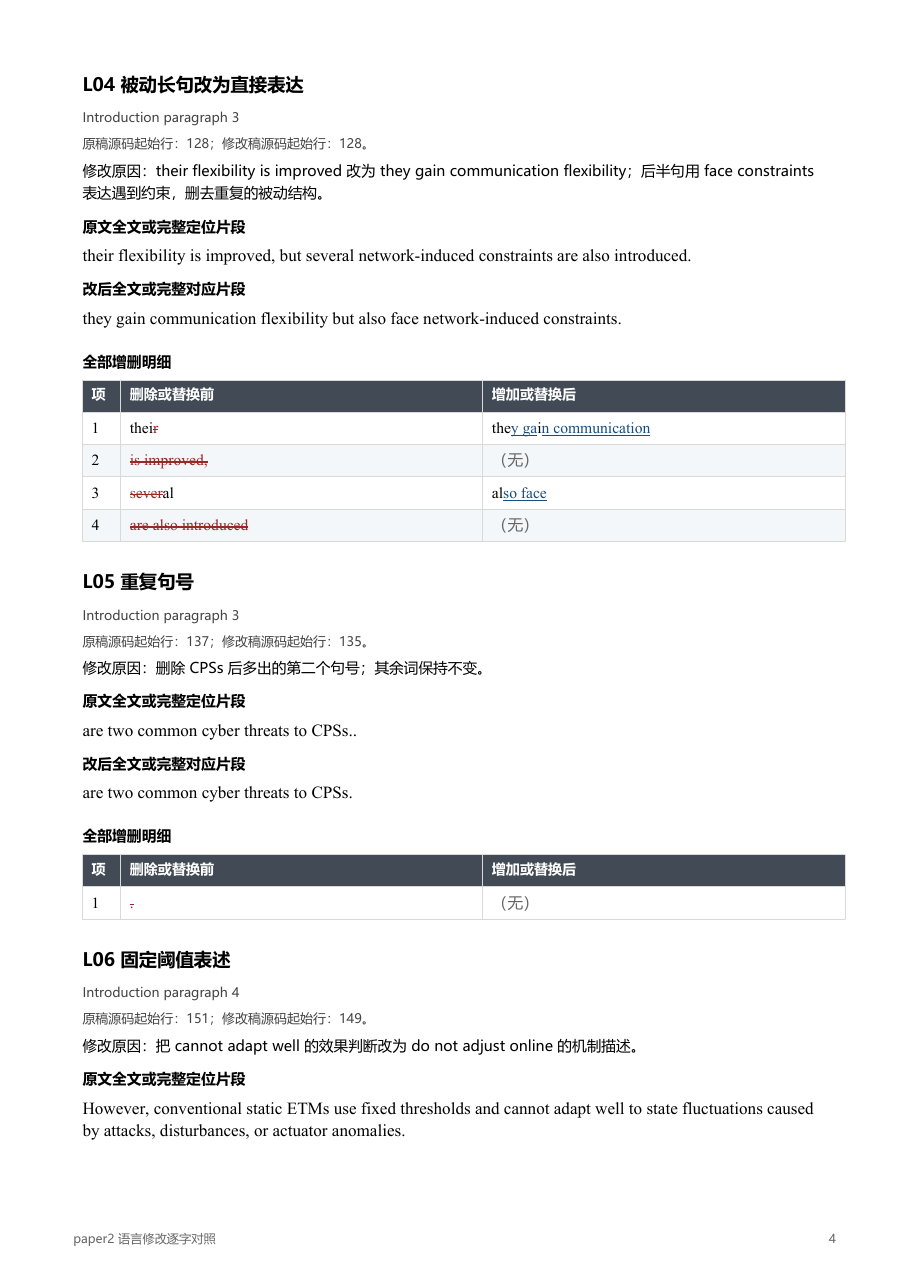 L04 被动长句改为直接表达
Introduction paragraph 3
原稿源码起始行：128；修改稿源码起始行：128。
修改原因：their flexibility is improved 改为 they gain communication flexibility；后半句用 face constraints
表达遇到约束，删去重复的被动结构。
原文全文或完整定位片段
their flexibility is improved, but several network-induced constraints are also introduced.
改后全文或完整对应片段
they gain communication flexibility but also face network-induced constraints.
全部增删明细
项 删除或替换前 增加或替换后
1 their they gain communication
2 is improved, （无）
3 several also face
4 are also introduced （无）
L05 重复句号
Introduction paragraph 3
原稿源码起始行：137；修改稿源码起始行：135。
修改原因：删除 CPSs 后多出的第二个句号；其余词保持不变。
原文全文或完整定位片段
are two common cyber threats to CPSs..
改后全文或完整对应片段
are two common cyber threats to CPSs.
全部增删明细
项 删除或替换前 增加或替换后
1 . （无）
L06 固定阈值表述
Introduction paragraph 4
原稿源码起始行：151；修改稿源码起始行：149。
修改原因：把 cannot adapt well 的效果判断改为 do not adjust online 的机制描述。
原文全文或完整定位片段
However, conventional static ETMs use fixed thresholds and cannot adapt well to state fluctuations caused
by attacks, disturbances, or actuator anomalies.
paper2 语言修改逐字对照 4